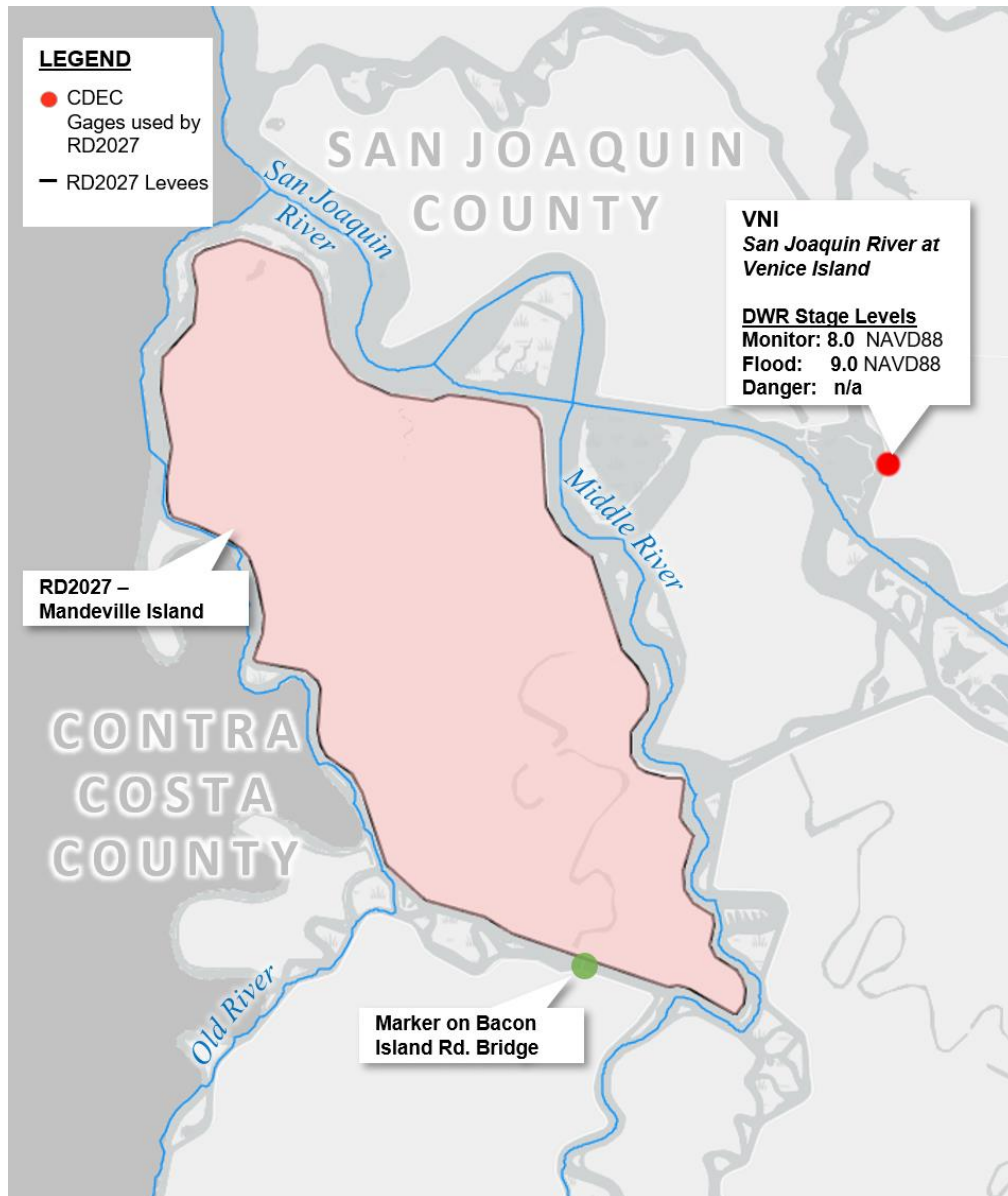 LEGEND
CDEC
Gages used by
RD2027
RD2027 Levees
SAN JOAQUIN
COUNTY
San Joaquin
River
VNI
San Joaquin River at
Venice Island
DWR Stage Levels
Monitor: 8.0 NAVD88
Flood: 9.0 NAVD88
Danger: n/a
Middle River
RD2027 –
Mandeville Island
CONTRA
COSTA
COUNTY
Old River
Marker on Bacon
Island Rd. Bridge